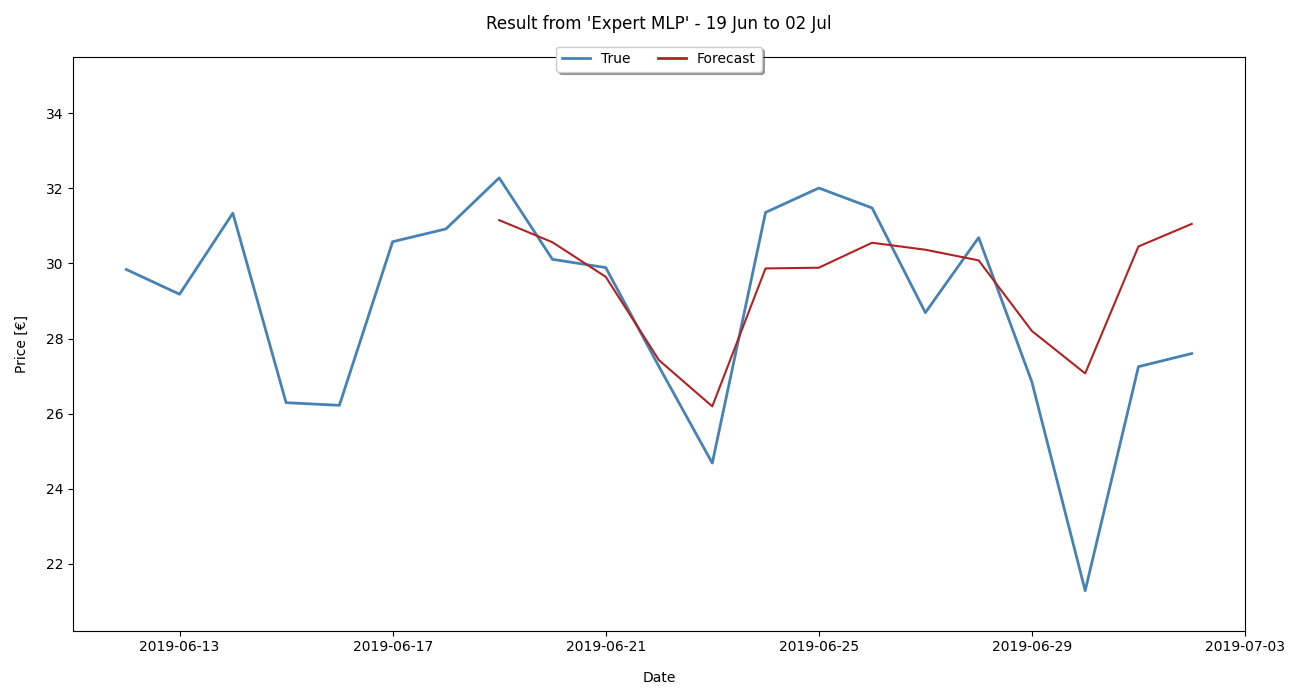 Result from 'Expert MLP' - 19 Jun to 02 Jul
True Forecast
34
32
30
28
26
24
22
Price [€]
2019-06-13 2019-06-17 2019-06-21 2019-06-25 2019-06-29 2019-07-03
Date